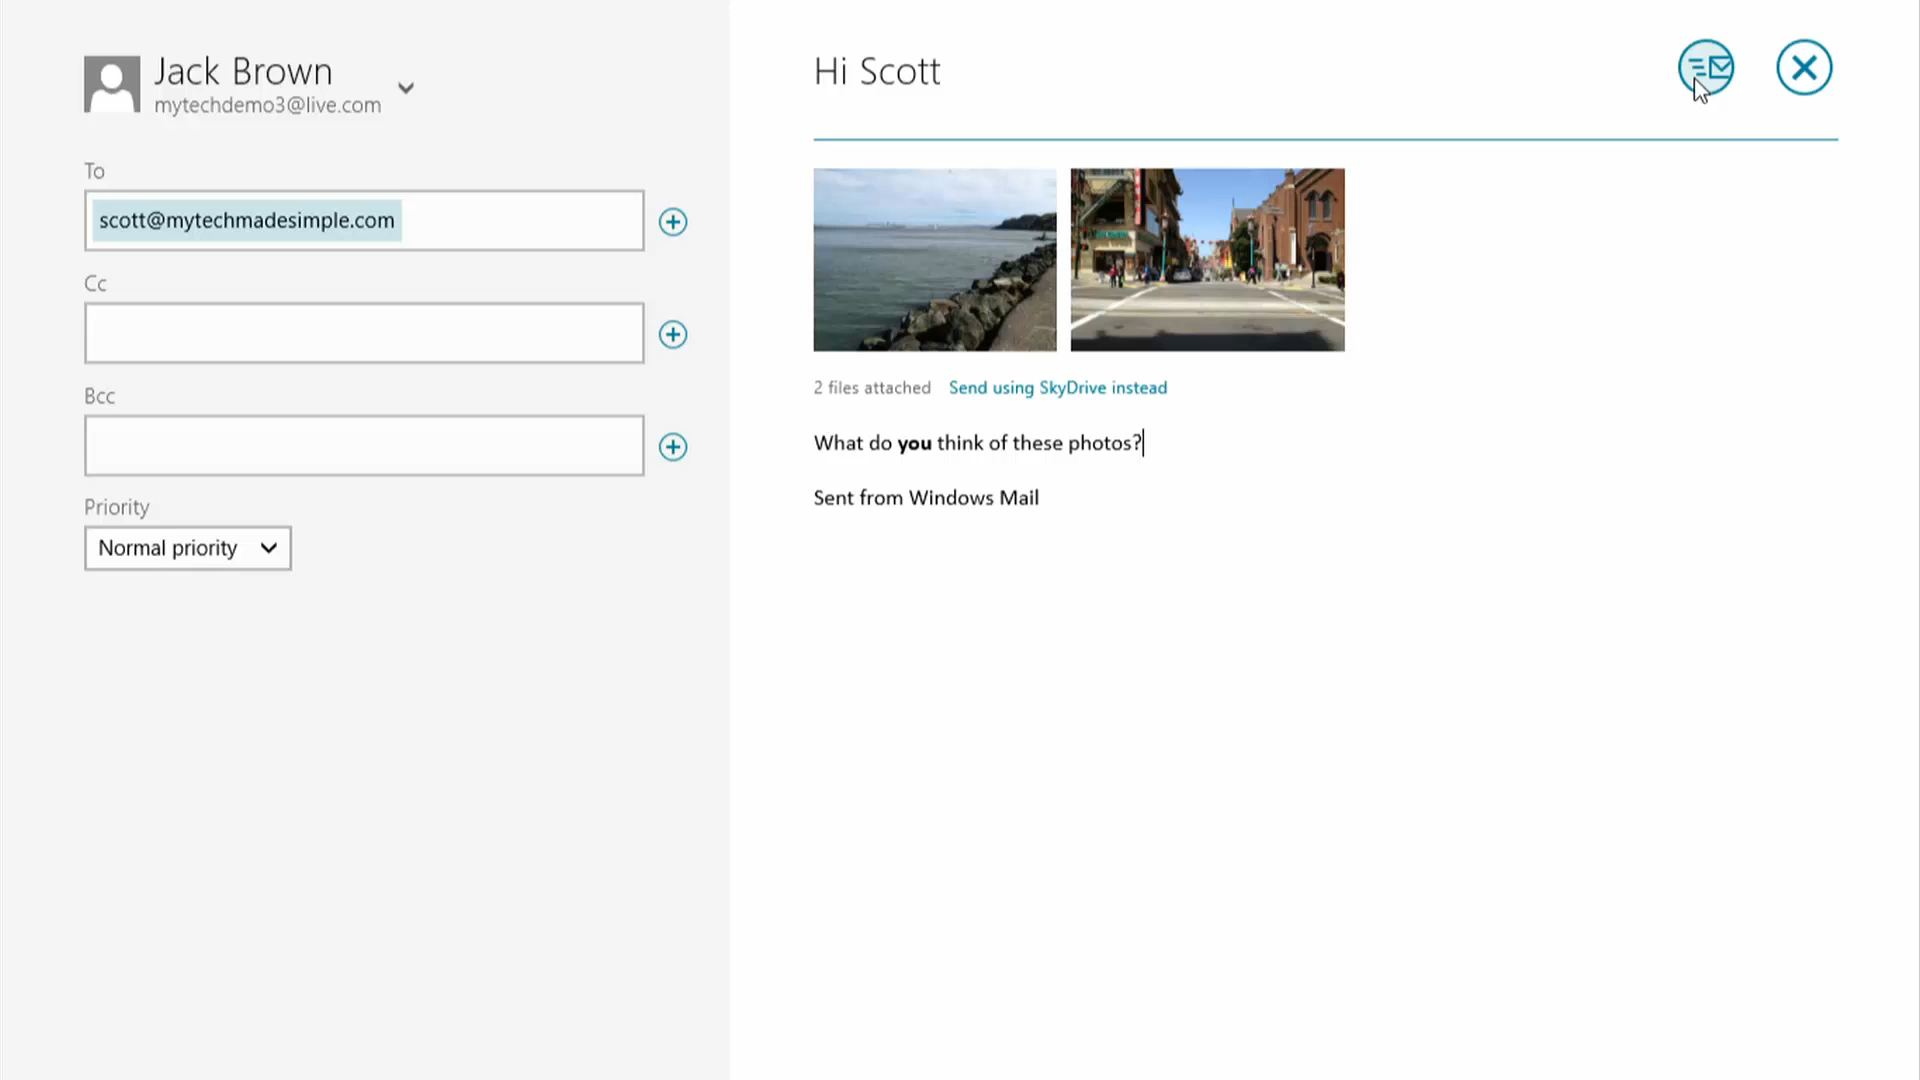 Jack Brown
mytechdemo3@live.com
To
scott@mytechmadesimple.com
Cc
Bcc
Priority
Normal priority
Hi Scott
2 files attached Send using SkyDrive instead
What do you think of these photos?
Sent from Windows Mail